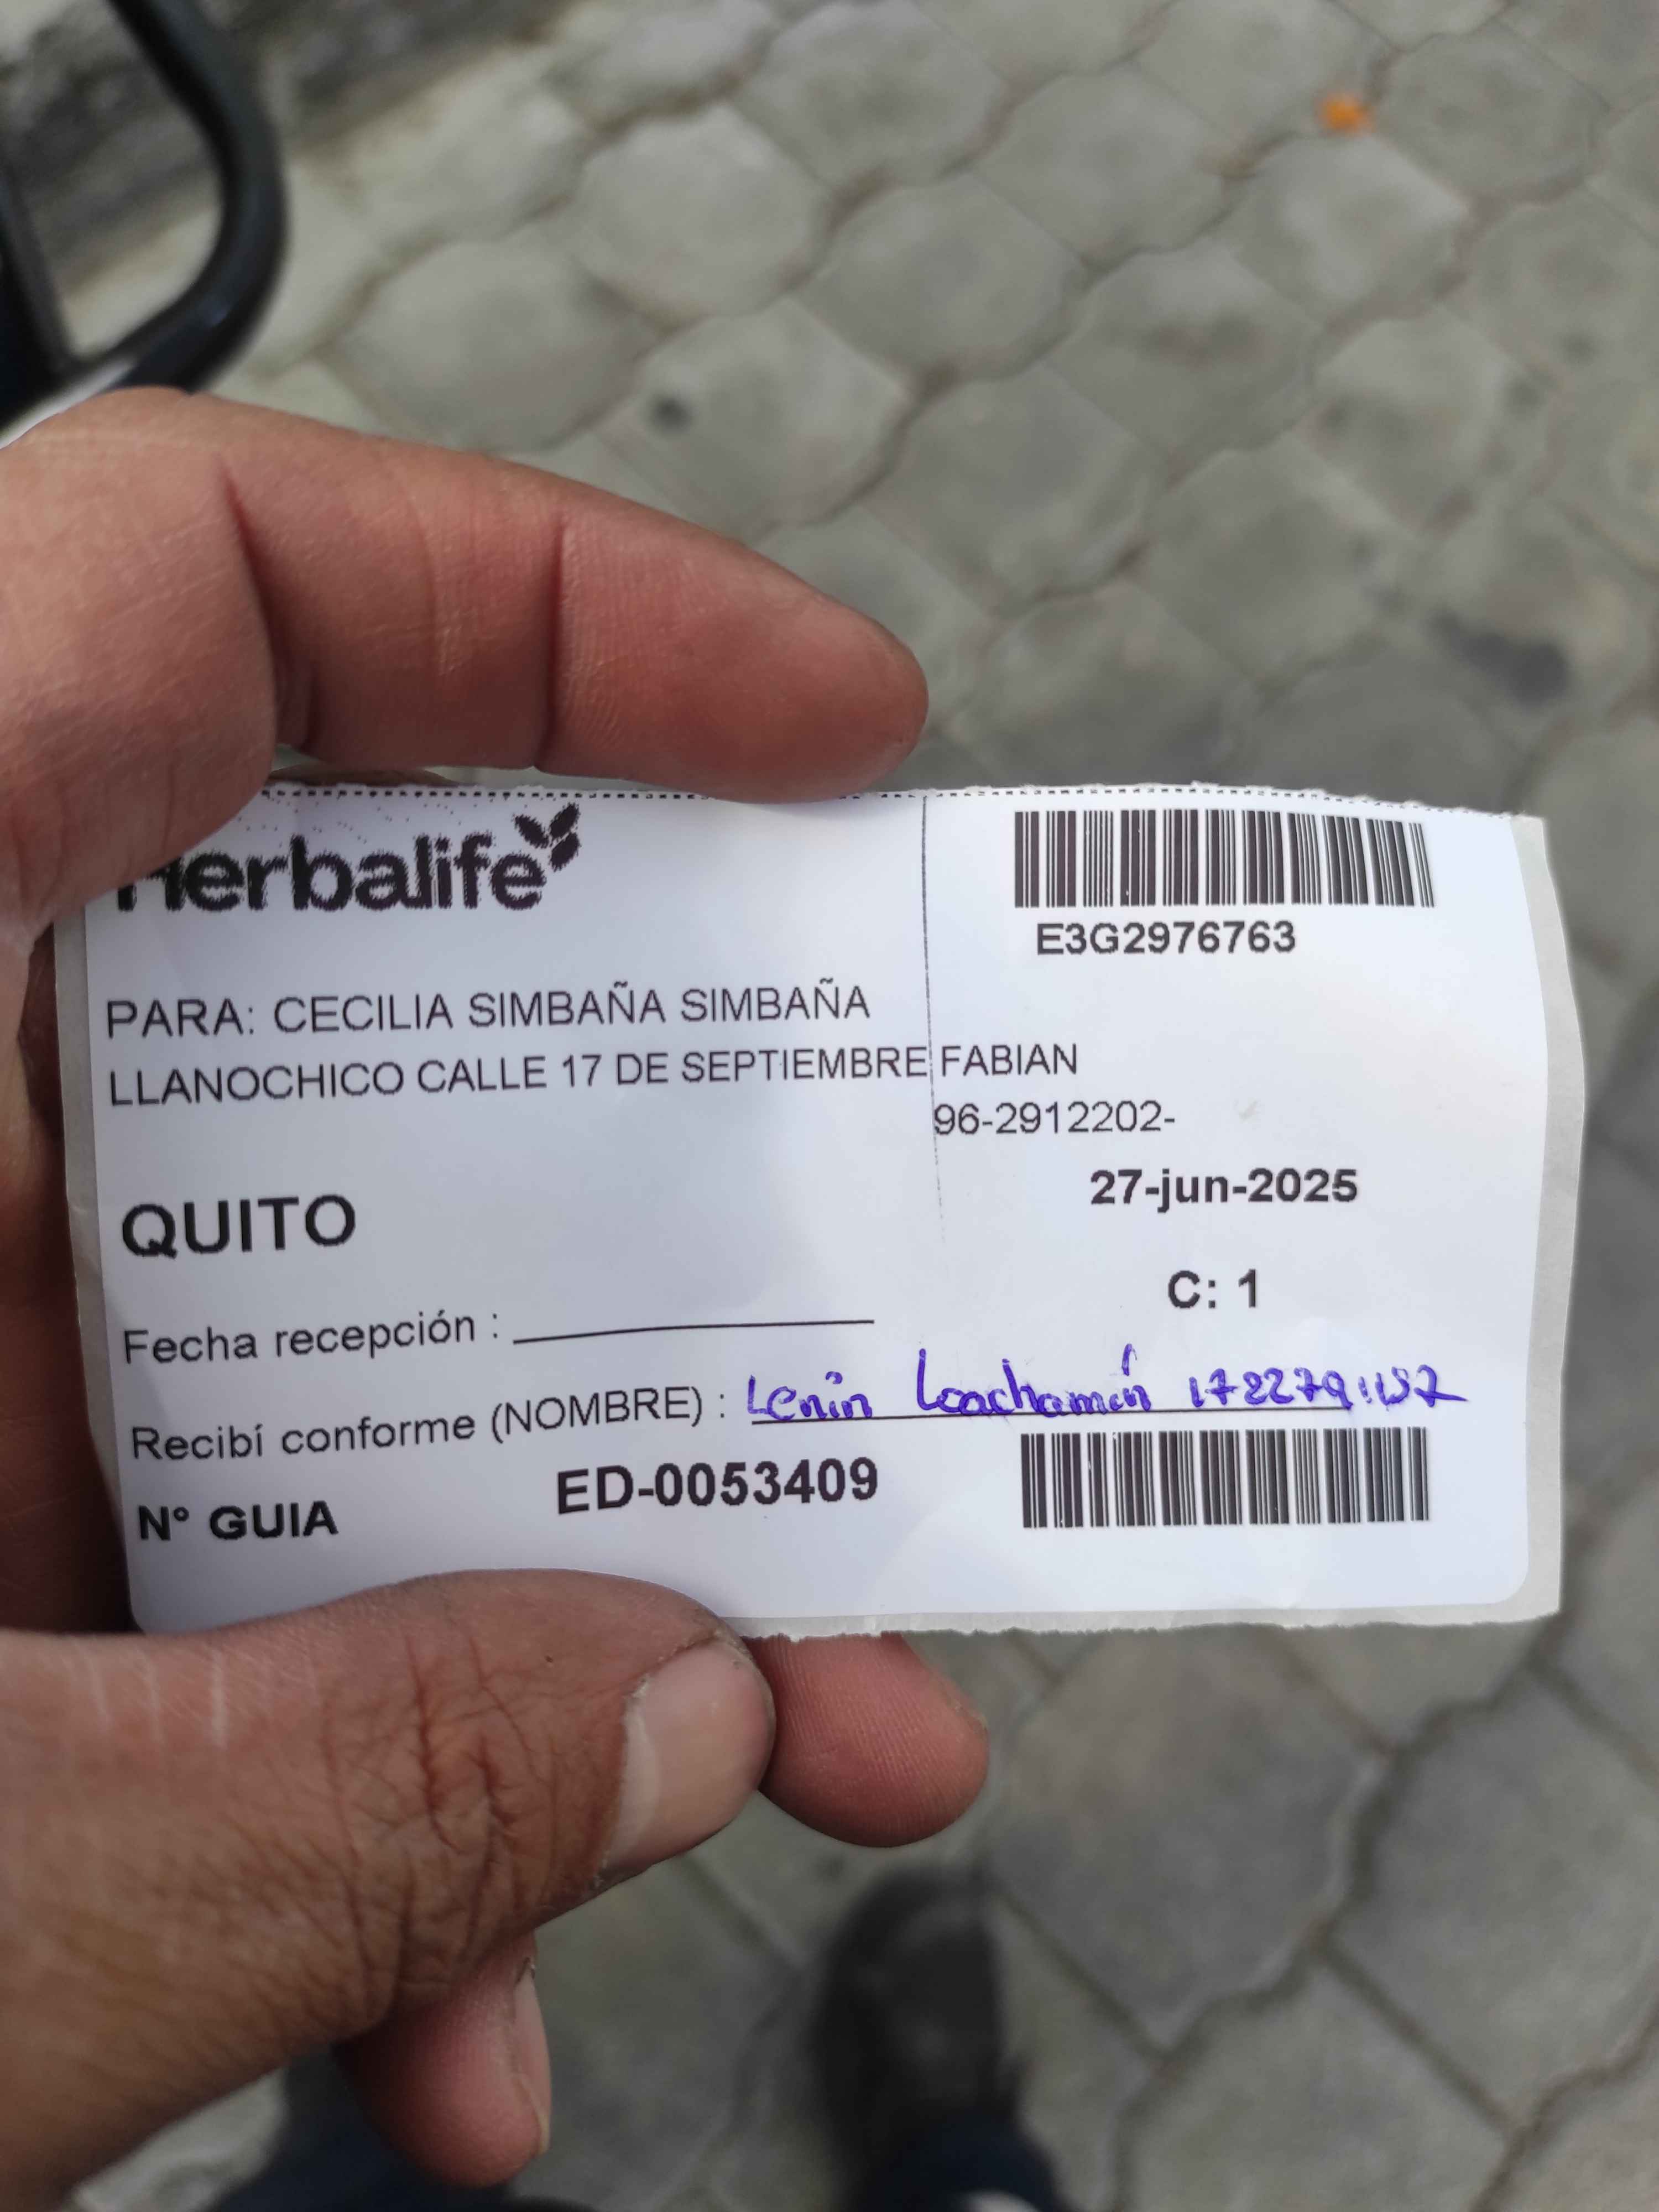 Herbalife
E3G2976763
PARA: CECILIA SIMBAÑA SIMBAÑA
LLANOCHICO CALLE 17 DE SEPTIEMBRE FABIAN
96-2912202-
27-jun-2025
QUITO
C: 1
Fecha recepción :
Recibí conforme (NOMBRE) : Lenin
N° GUIA ED-0053409